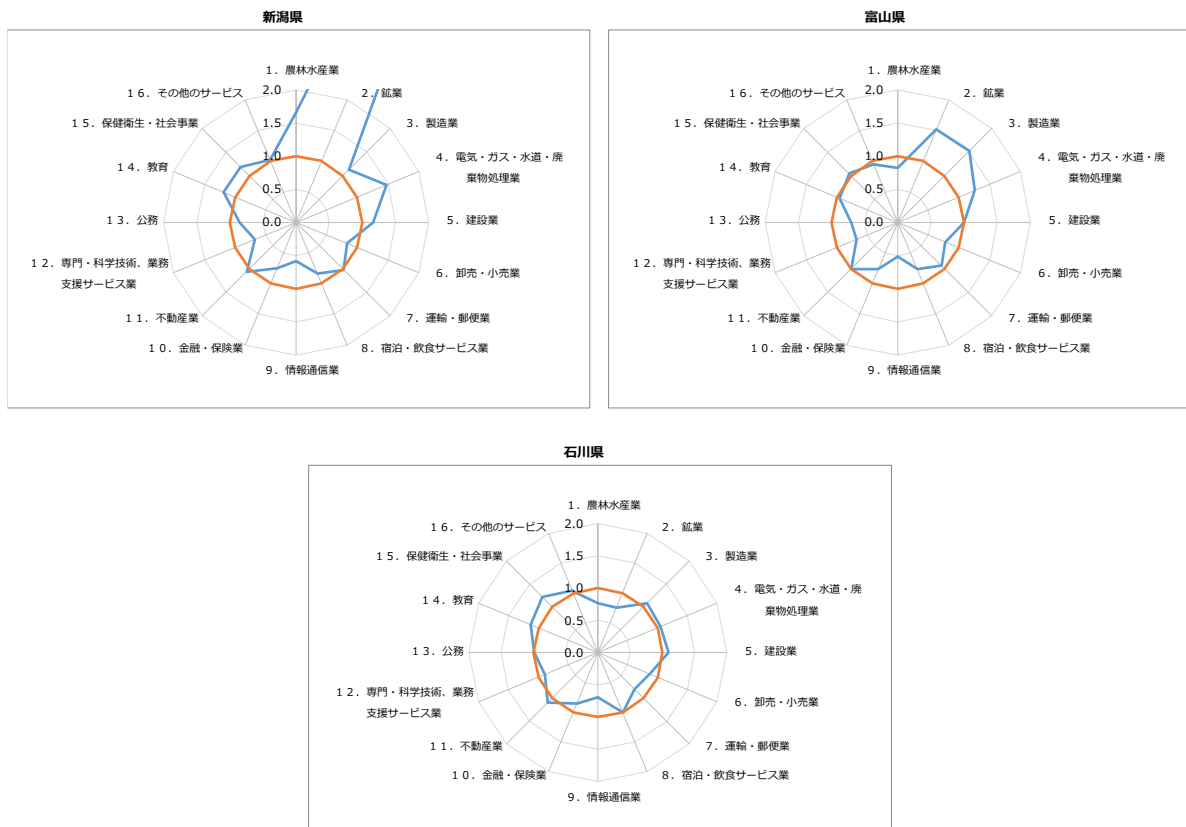 新潟県
１．農林水産業
２．鉱業
３．製造業
４．電気・ガス・水道・廃
棄物処理業
５．建設業
６．卸売・小売業
７．運輸・郵便業
８．宿泊・飲食サービス業
９．情報通信業
１０．金融・保険業
１１．不動産業
１２．専門・科学技術、業務
支援サービス業
１３．公務
１４．教育
１５．保健衛生・社会事業
１６．その他のサービス
2.0
1.5
1.0
0.5
0.0
富山県
１．農林水産業
２．鉱業
３．製造業
４．電気・ガス・水道・廃
棄物処理業
５．建設業
６．卸売・小売業
７．運輸・郵便業
８．宿泊・飲食サービス業
９．情報通信業
１０．金融・保険業
１１．不動産業
１２．専門・科学技術、業務
支援サービス業
１３．公務
１４．教育
１５．保健衛生・社会事業
１６．その他のサービス
2.0
1.5
1.0
0.5
0.0
石川県
１．農林水産業
２．鉱業
３．製造業
４．電気・ガス・水道・廃
棄物処理業
５．建設業
６．卸売・小売業
７．運輸・郵便業
８．宿泊・飲食サービス業
９．情報通信業
１０．金融・保険業
１１．不動産業
１２．専門・科学技術、業務
支援サービス業
１３．公務
１４．教育
１５．保健衛生・社会事業
１６．その他のサービス
2.0
1.5
1.0
0.5
0.0